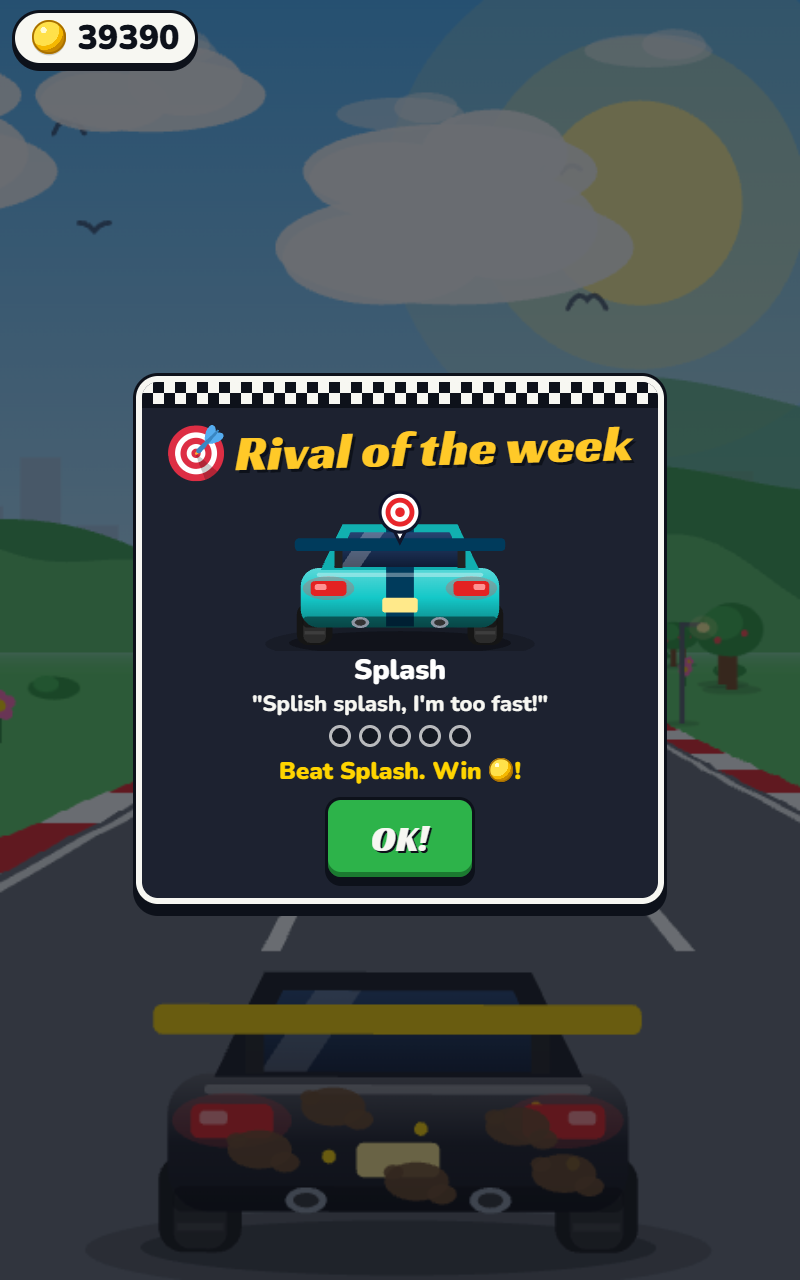 39390
Rival of the week
Splash
"Splish splash, I'm too fast!"
Beat Splash. Win !
OK!